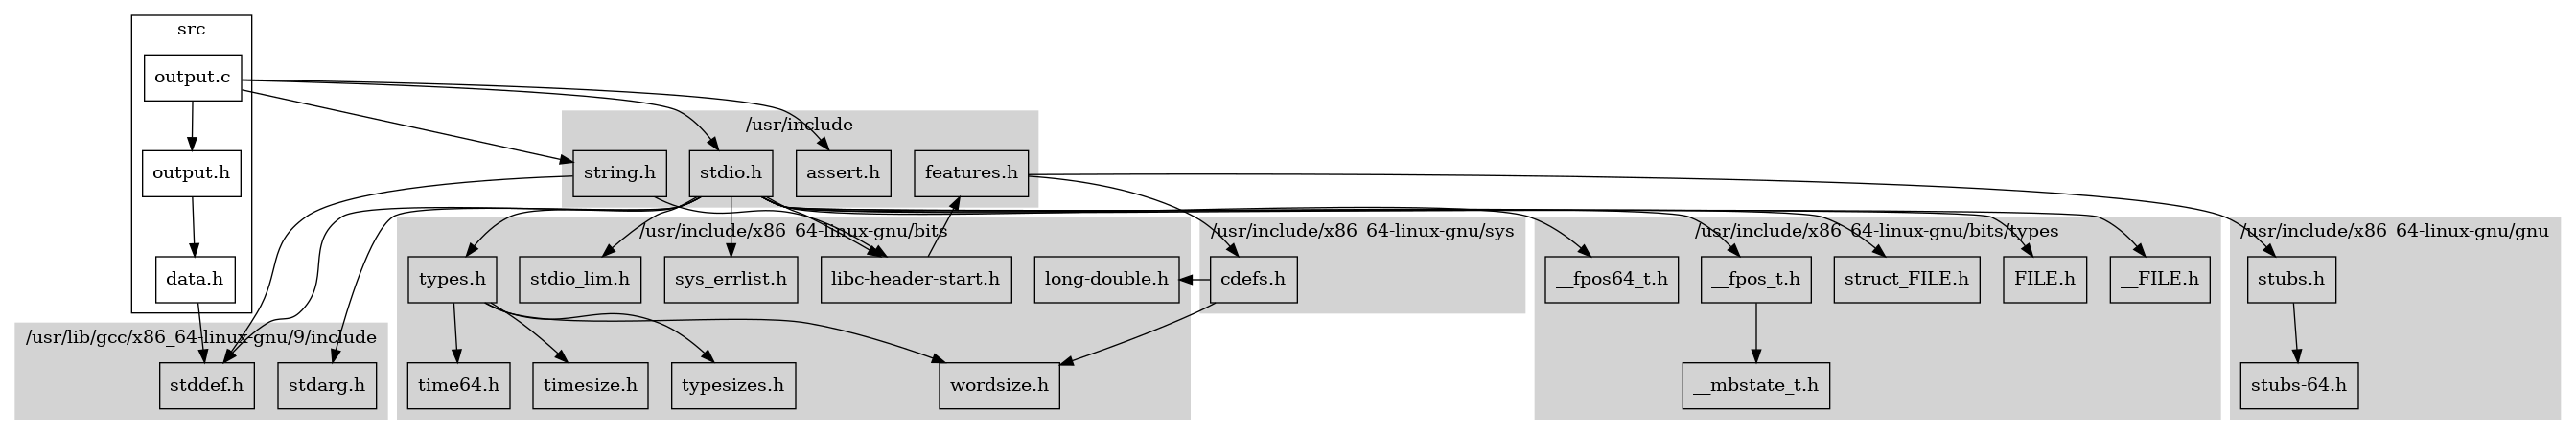 src
output.c
/usr/include
output.h
string.h
stdio.h
assert.h
features.h
/usr/include/x86_64-linux-gnu/bits
/usr/include/x86_64-linux-gnu/sys
/usr/include/x86_64-linux-gnu/bits/types
/usr/include/x86_64-linux-gnu/gnu
data.h
types.h
stdio_lim.h
sys_errlist.h
libc-header-start.h
long-double.h
cdefs.h
__fpos64_t.h
__fpos_t.h
struct_FILE.h
FILE.h
__FILE.h
stubs.h
/usr/lib/gcc/x86_64-linux-gnu/9/include
stddef.h
stdarg.h
time64.h
timesize.h
typesizes.h
wordsize.h
__mbstate_t.h
stubs-64.h